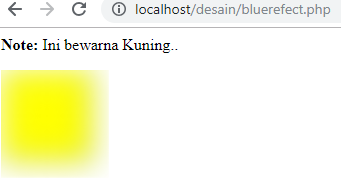 localhost/desain/bluerefect.php
Note: Ini bewarna Kuning..